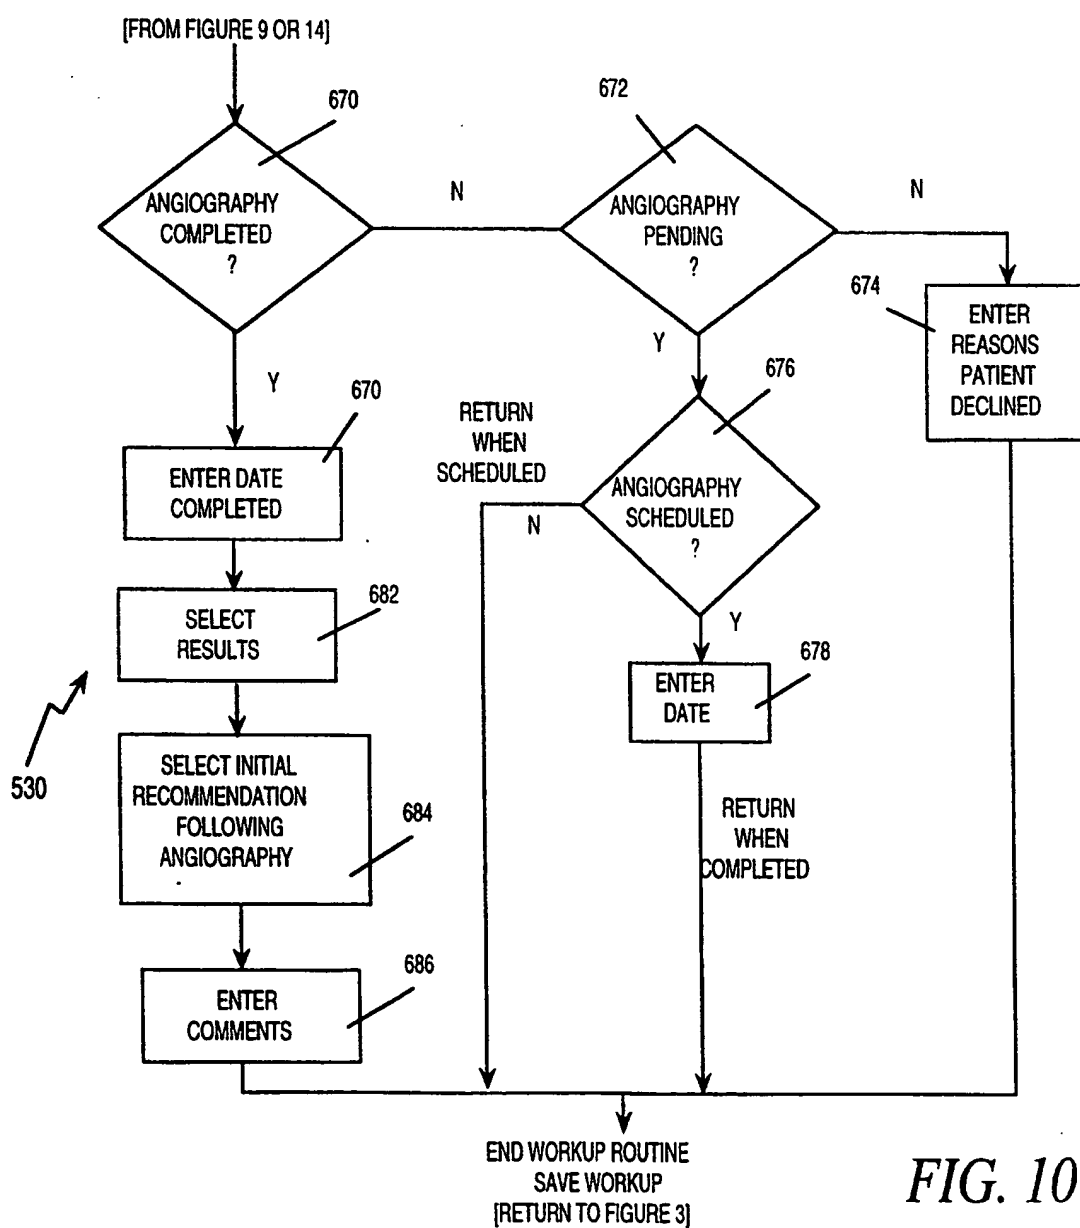 [FROM FIGURE 9 OR 14]
670
672
ANGIOGRAPHY
COMPLETED
?
N
ANGIOGRAPHY
PENDING
?
N
674
ENTER
REASONS
PATIENT
DECLINED
Y
Y
670
676
RETURN
WHEN
SCHEDULED
ENTER DATE
COMPLETED
ANGIOGRAPHY
SCHEDULED
?
N
682
SELECT
RESULTS
Y
678
ENTER
DATE
530
SELECT INITIAL
RECOMMENDATION
FOLLOWING
ANGIOGRAPHY
684
RETURN
WHEN
COMPLETED
686
ENTER
COMMENTS
END WORKUP ROUTINE
SAVE WORKUP
[RETURN TO FIGURE 3]
FIG. 10